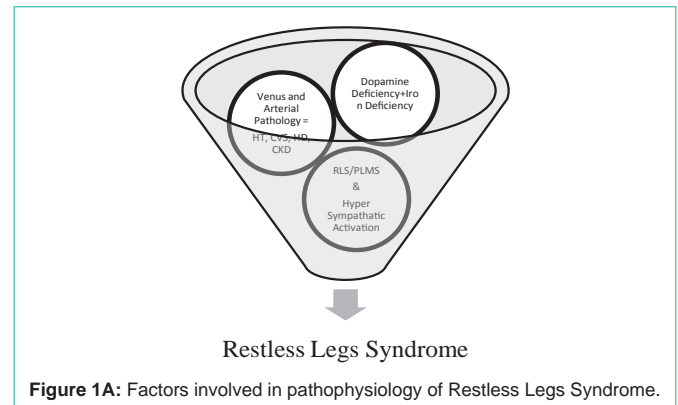 Venus and
Arterial
Pathology =
HT, CVS, HD,
CKD
Dopamine
Deficiency+Iro
n Deficiency
RLS/PLMS
&
Hyper
Sympathatic
Activation
Restless Legs Syndrome
Figure 1A: Factors involved in pathophysiology of Restless Legs Syndrome.